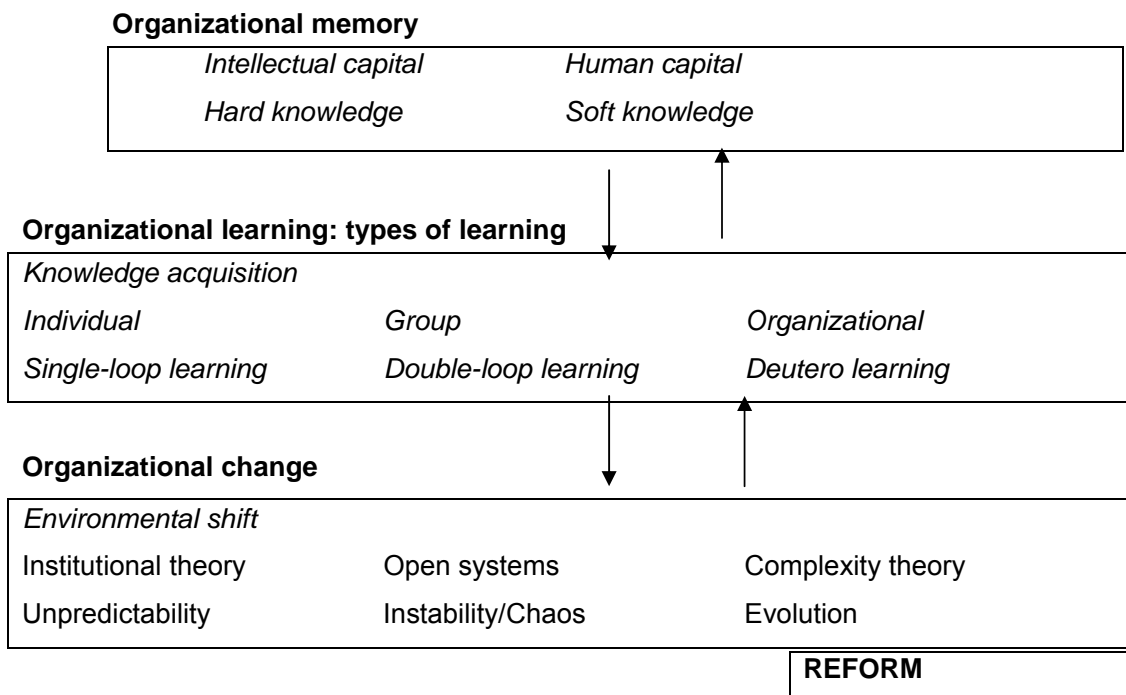 Organizational memory
Intellectual capital Human capital
Hard knowledge Soft knowledge
Organizational learning: types of learning
Knowledge acquisition
Individual Group Organizational
Single-loop learning Double-loop learning Deutero learning
Organizational change
Environmental shift
Institutional theory Open systems Complexity theory
Unpredictability Instability/Chaos Evolution
REFORM